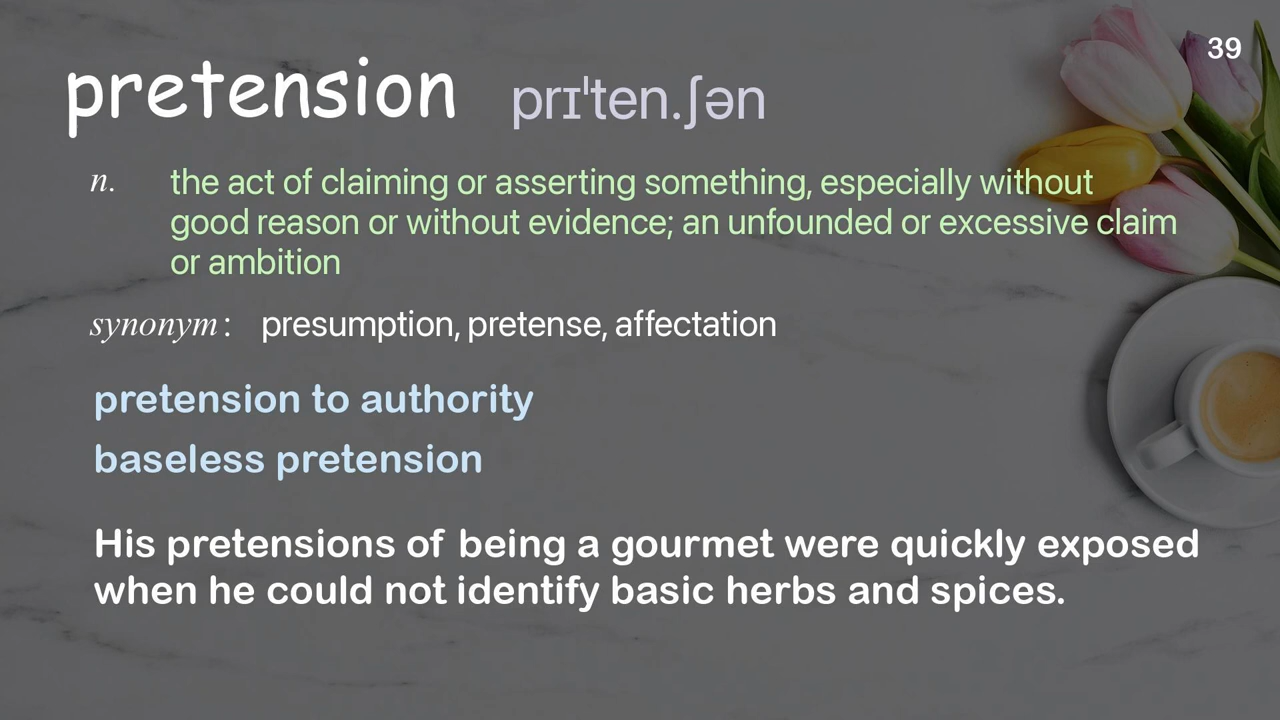 39
pretension prɪˈten.ʃən
n. the act of claiming or asserting something, especially without
good reason or without evidence; an unfounded or excessive claim
or ambition
synonym : presumption, pretense, affectation
pretension to authority
baseless pretension
His pretensions of being a gourmet were quickly exposed
when he could not identify basic herbs and spices.